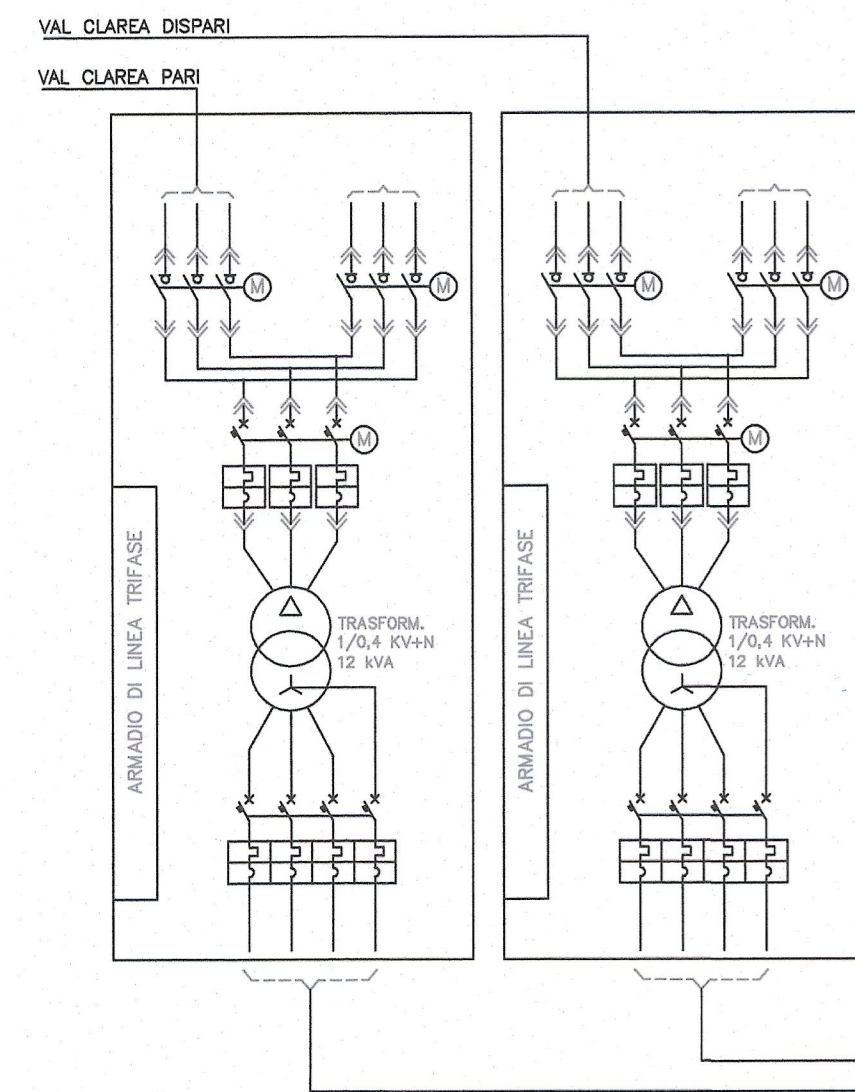 VAL CLAREA DISPARI
VAL CLAREA PARI
M
M
M
ARMADIO DI LINEA TRIFASE
TRASFORM.
1/0,4 KV+N
12 kVA
M
M
M
ARMADIO DI LINEA TRIFASE
TRASFORM.
1/0,4 KV+N
12 kVA